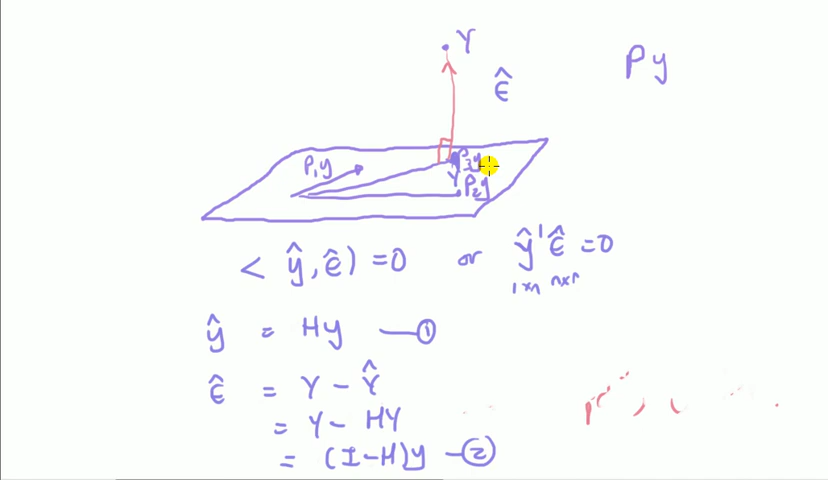 Y
Py
ε̂
P₁y
P₃y
Ŷ
P₂y
< ŷ, ε̂ ) = 0 or ŷ' ε̂ = 0
1×n n×1
ŷ = Hy —①
ε̂ = Y - Ŷ
= Y - HY
= (I-H)y —②